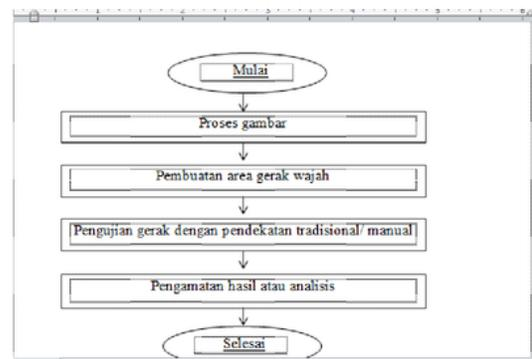 Mulai
Proses gambar
Pembuatan area gerak wajah
Pengujian gerak dengan pendekatan tradisional/ manual
Pengamatan hasil atau analisis
Selesai